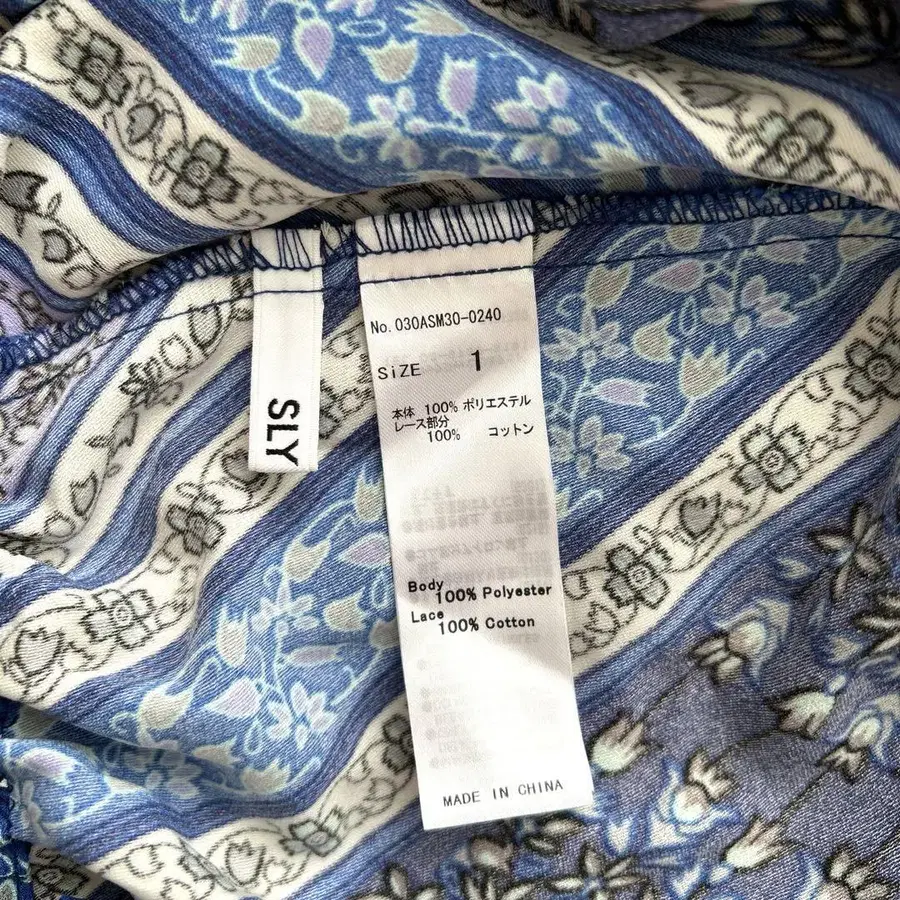 SLY
No.030ASM30-0240
SiZE 1
本体 100% ポリエステル
レース部分
100% コットン
Body
100% Polyester
Lace
100% Cotton
MADE IN CHINA